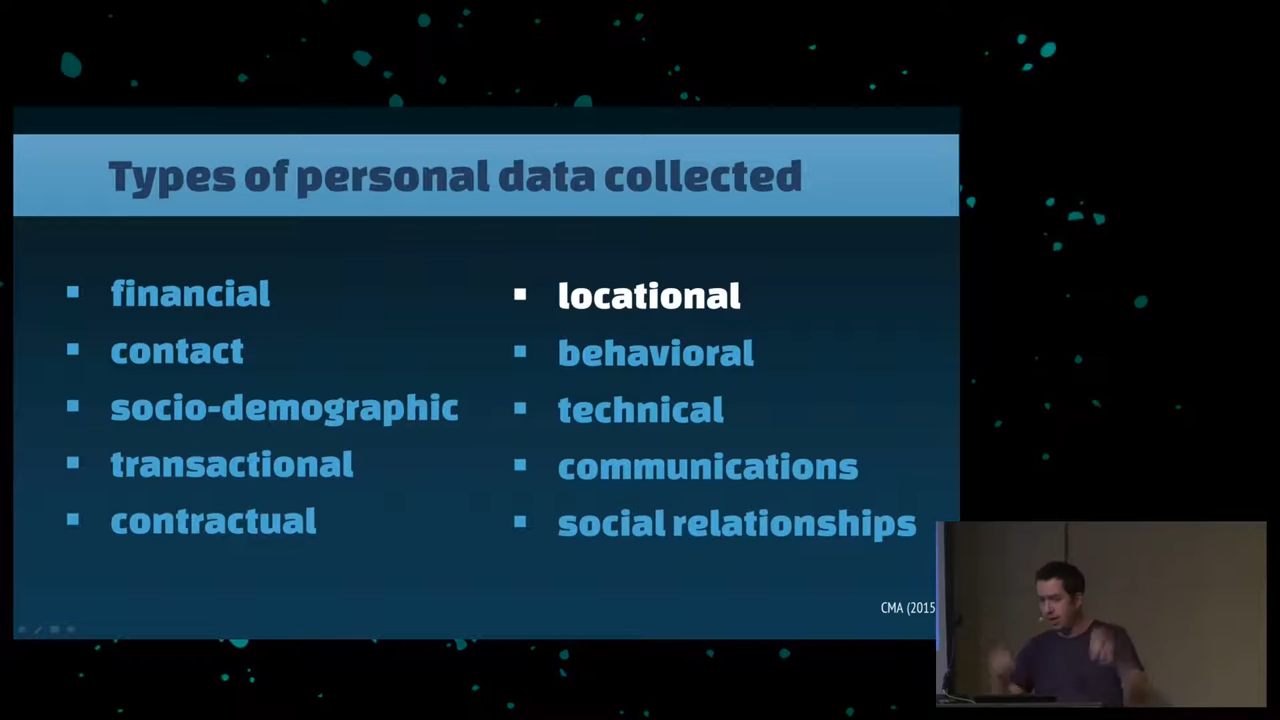 Types of personal data collected
financial
contact
socio-demographic
transactional
contractual
locational
behavioral
technical
communications
social relationships
CMA (2015